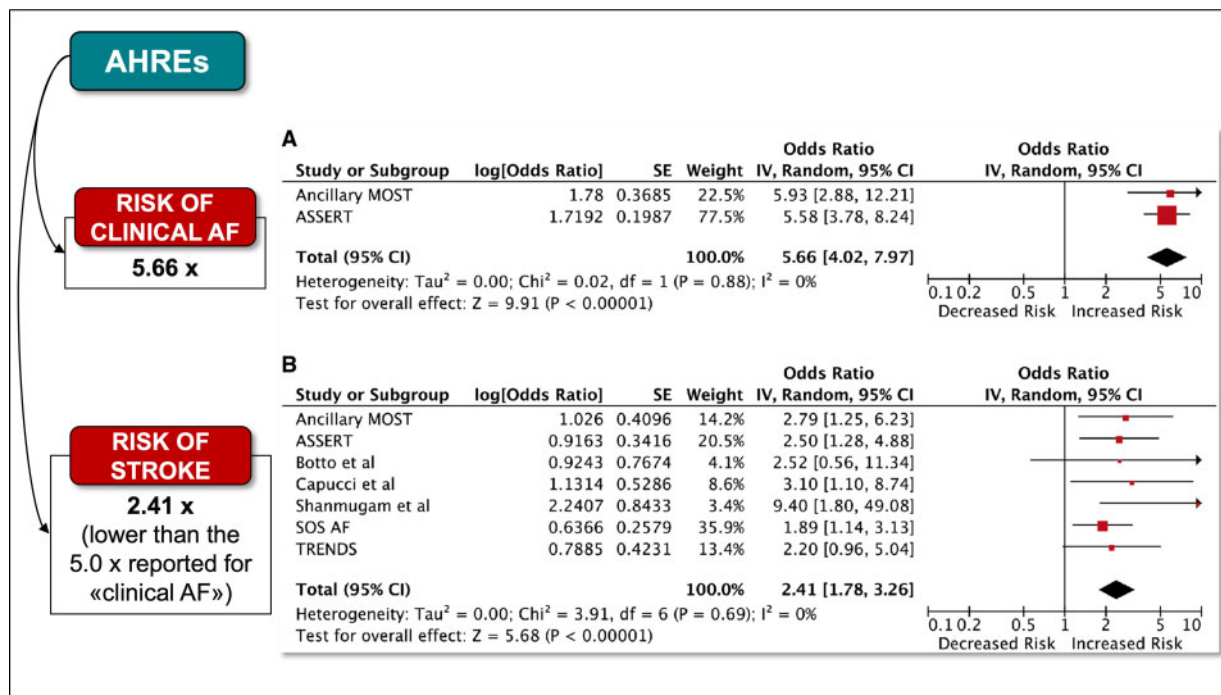 AHREs
RISK OF
CLINICAL AF
5.66 x
RISK OF
STROKE
2.41 x
(lower than the
5.0 x reported for
«clinical AF»)
A
Odds Ratio Odds Ratio
Study or Subgroup log[Odds Ratio] SE Weight IV, Random, 95% CI IV, Random, 95% CI
Ancillary MOST 1.78 0.3685 22.5% 5.93 [2.88, 12.21]
ASSERT 1.7192 0.1987 77.5% 5.58 [3.78, 8.24]
Total (95% CI) 100.0% 5.66 [4.02, 7.97]
Heterogeneity: Tau² = 0.00; Chi² = 0.02, df = 1 (P = 0.88); I² = 0%
Test for overall effect: Z = 9.91 (P < 0.00001)
0.1 0.2 0.5 1 2 5 10
Decreased Risk Increased Risk
B
Odds Ratio Odds Ratio
Study or Subgroup log[Odds Ratio] SE Weight IV, Random, 95% CI IV, Random, 95% CI
Ancillary MOST 1.026 0.4096 14.2% 2.79 [1.25, 6.23]
ASSERT 0.9163 0.3416 20.5% 2.50 [1.28, 4.88]
Botto et al 0.9243 0.7674 4.1% 2.52 [0.56, 11.34]
Capucci et al 1.1314 0.5286 8.6% 3.10 [1.10, 8.74]
Shanmugam et al 2.2407 0.8433 3.4% 9.40 [1.80, 49.08]
SOS AF 0.6366 0.2579 35.9% 1.89 [1.14, 3.13]
TRENDS 0.7885 0.4231 13.4% 2.20 [0.96, 5.04]
Total (95% CI) 100.0% 2.41 [1.78, 3.26]
Heterogeneity: Tau² = 0.00; Chi² = 3.91, df = 6 (P = 0.69); I² = 0%
Test for overall effect: Z = 5.68 (P < 0.00001)
0.1 0.2 0.5 1 2 5 10
Decreased Risk Increased Risk